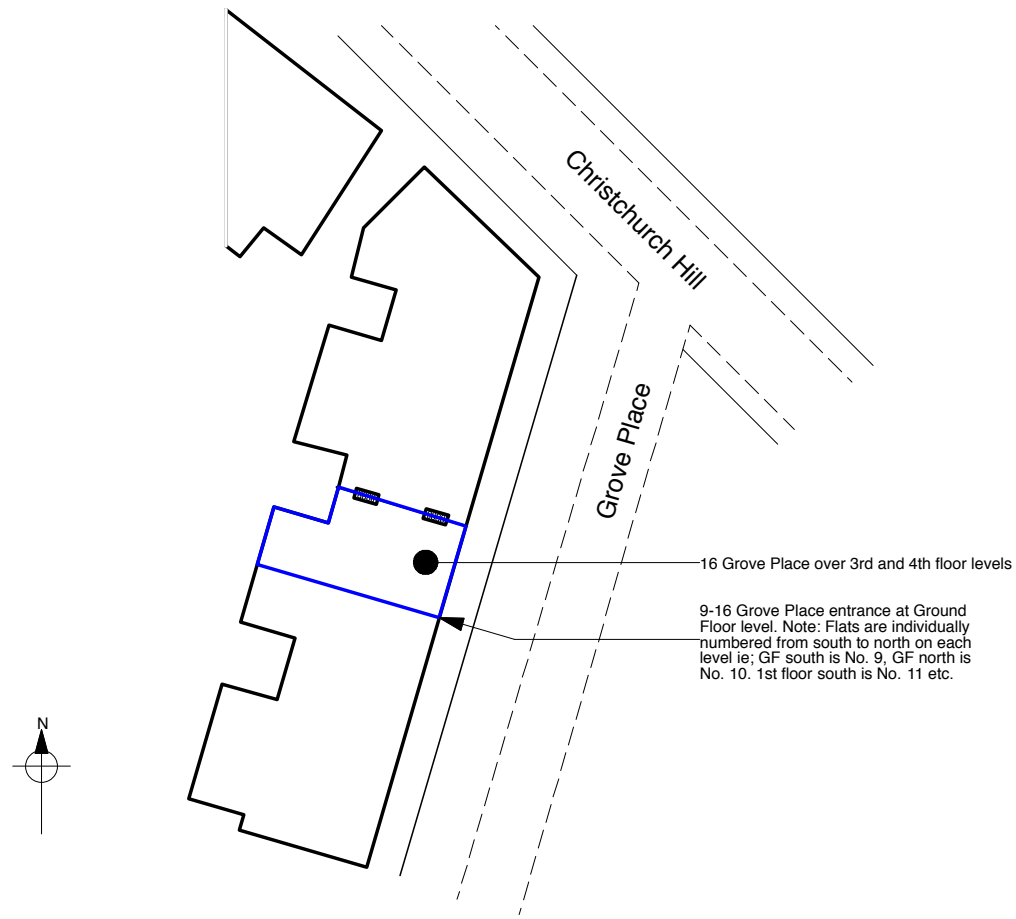 Christchurch Hill
Grove Place
16 Grove Place over 3rd and 4th floor levels
9-16 Grove Place entrance at Ground
Floor level. Note: Flats are individually
numbered from south to north on each
level ie; GF south is No. 9, GF north is
No. 10. 1st floor south is No. 11 etc.
N